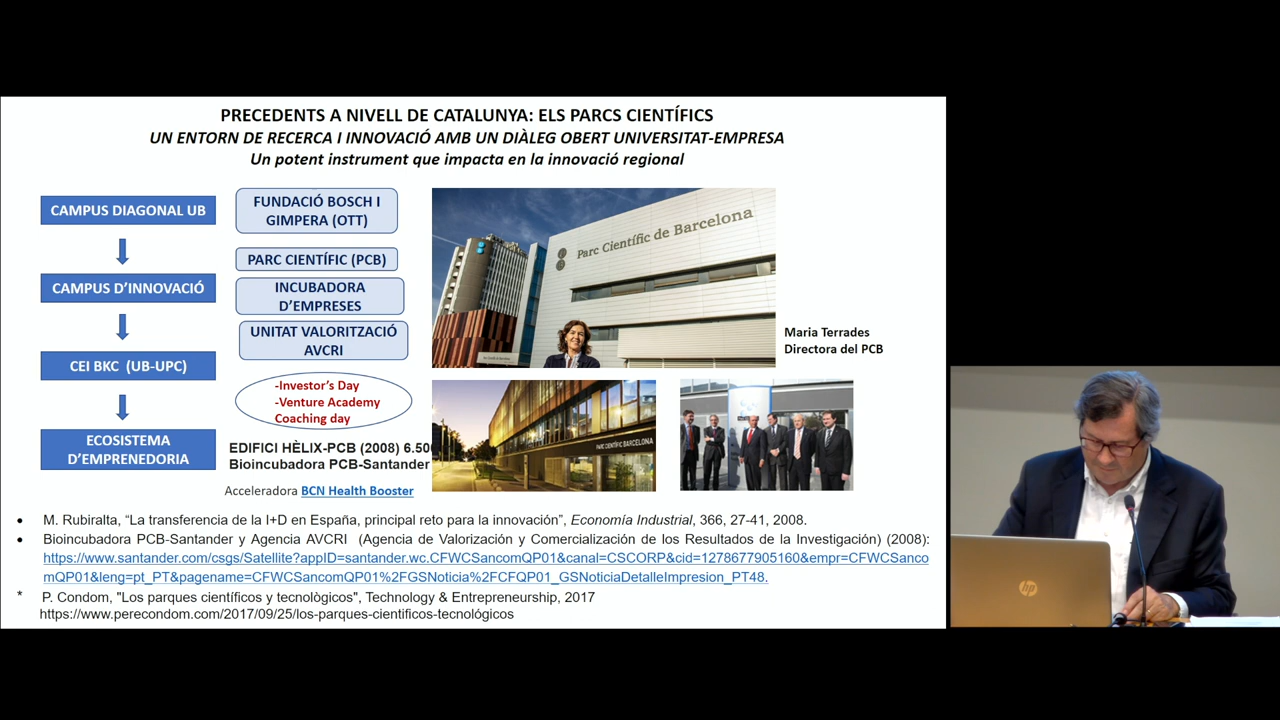 PRECEDENTS A NIVELL DE CATALUNYA: ELS PARCS CIENTÍFICS
UN ENTORN DE RECERCA I INNOVACIÓ AMB UN DIÀLEG OBERT UNIVERSITAT-EMPRESA
Un potent instrument que impacta en la innovació regional
CAMPUS DIAGONAL UB
CAMPUS D'INNOVACIÓ
CEI BKC (UB-UPC)
ECOSISTEMA
D'EMPRENEDORIA
FUNDACIÓ BOSCH I
GIMPERA (OTT)
PARC CIENTÍFIC (PCB)
INCUBADORA
D'EMPRESES
UNITAT VALORITZACIÓ
AVCRI
-Investor's Day
-Venture Academy
Coaching day
EDIFICI HÈLIX-PCB (2008) 6.500
Bioincubadora PCB-Santander
Acceleradora BCN Health Booster
Parc Científic de Barcelona
PARC CIENTÍFIC BARCELONA
Maria Terrades
Directora del PCB
• M. Rubiralta, "La transferencia de la I+D en España, principal reto para la innovación", Economía Industrial, 366, 27-41, 2008.
• Bioincubadora PCB-Santander y Agencia AVCRI (Agencia de Valorización y Comercialización de los Resultados de la Investigación) (2008):
https://www.santander.com/csgs/Satellite?appID=santander.wc.CFWCSancomQP01&canal=CSCORP&cid=1278677905160&empr=CFWCSanco
mQP01&leng=pt_PT&pagename=CFWCSancomQP01%2FGSNoticia%2FCFQP01_GSNoticiaDetalleImpresion_PT48.
* P. Condom, "Los parques científicos y tecnològicos", Technology & Entrepreneurship, 2017
https://www.perecondom.com/2017/09/25/los-parques-cientificos-tecnológicos
hp